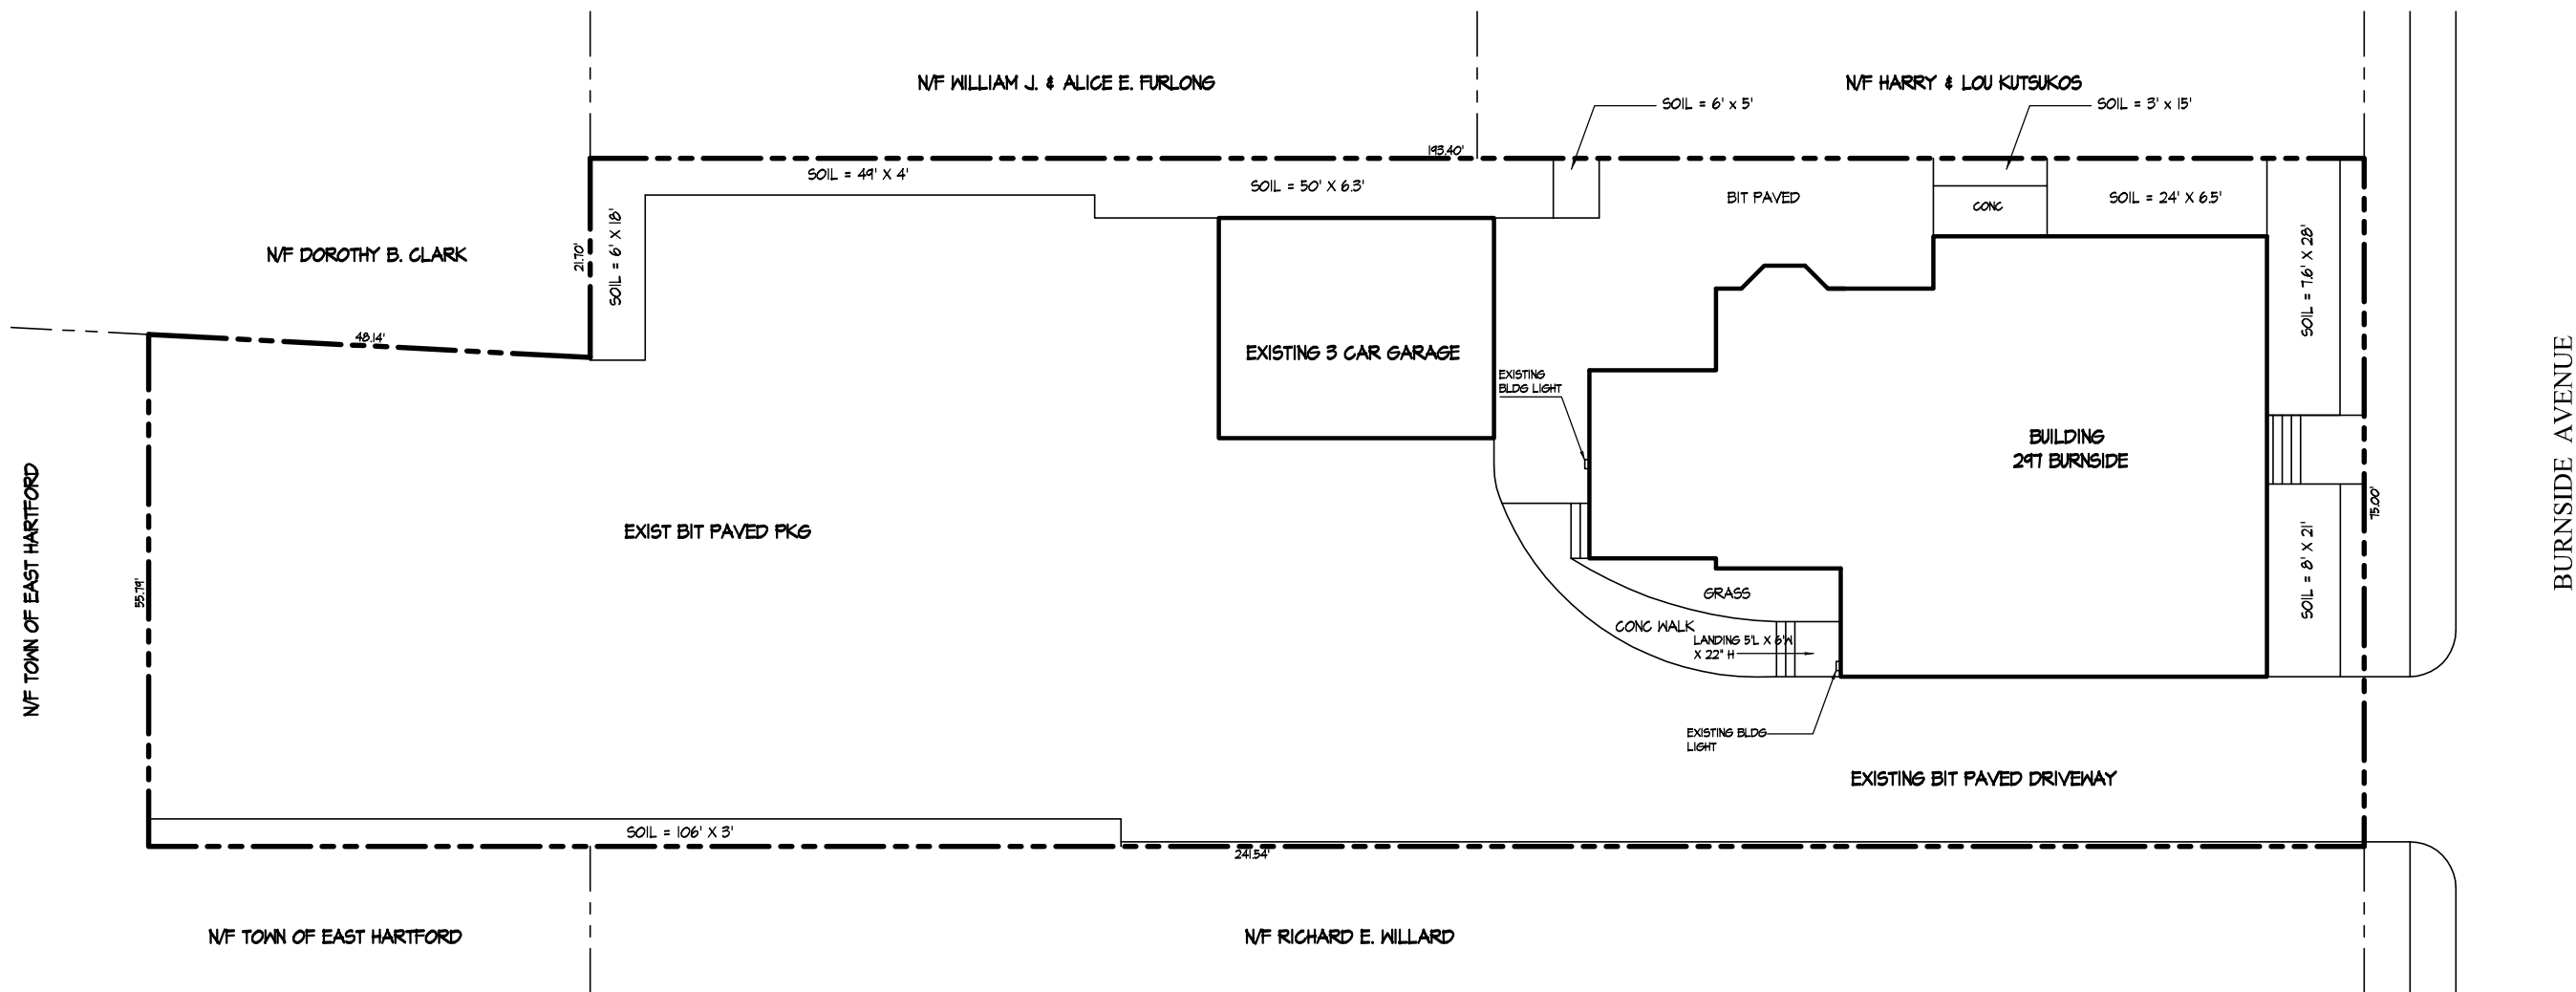 N/F WILLIAM J. & ALICE E. FURLONG
N/F HARRY & LOU KUTSUKOS
SOIL = 6' x 5'
SOIL = 3' x 15'
193.40'
SOIL = 49' X 4'
SOIL = 50' X 6.3'
BIT PAVED
CONC
SOIL = 24' X 6.5'
SOIL = 6' X 18'
21.70'
N/F DOROTHY B. CLARK
SOIL = 7.6' X 28'
48.14'
EXISTING 3 CAR GARAGE
EXISTING
BLDG LIGHT
BUILDING
297 BURNSIDE
BURNSIDE AVENUE
75.00'
EXIST BIT PAVED PKG
N/F TOWN OF EAST HARTFORD
55.79'
SOIL = 8' X 21'
GRASS
CONC WALK
LANDING 5'L X 6'W
X 22" H
EXISTING BLDG
LIGHT
EXISTING BIT PAVED DRIVEWAY
SOIL = 106' X 3'
241.54'
N/F TOWN OF EAST HARTFORD
N/F RICHARD E. WILLARD